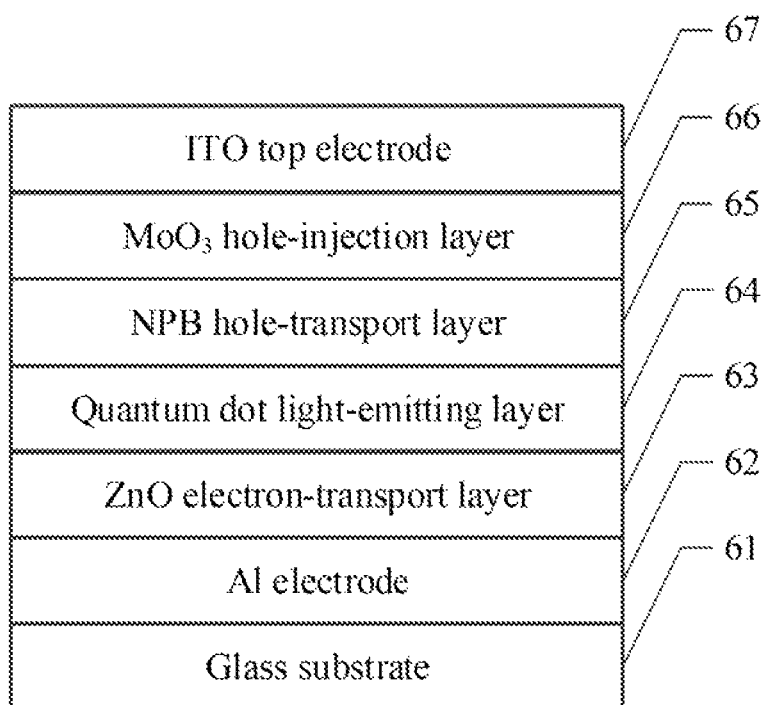 67
ITO top electrode
66
MoO₃ hole-injection layer
65
NPB hole-transport layer
64
Quantum dot light-emitting layer
63
ZnO electron-transport layer
62
Al electrode
61
Glass substrate